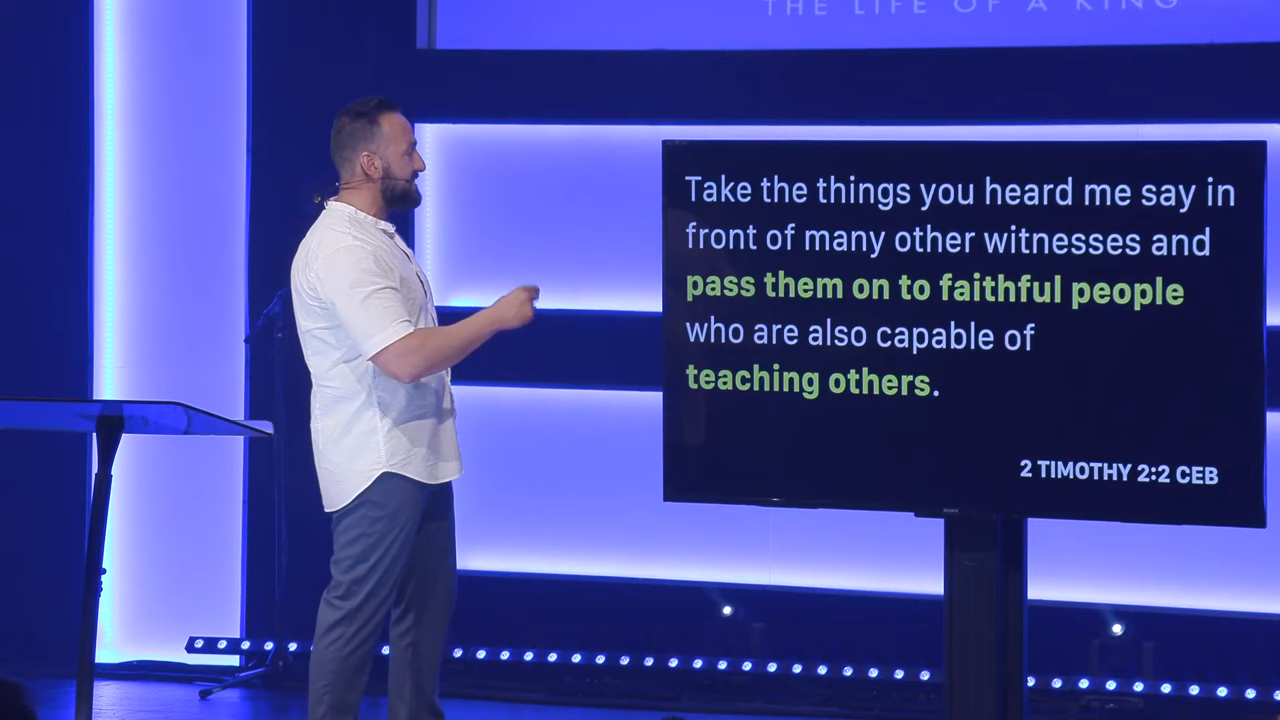 THE LIFE OF A KING
Take the things you heard me say in
front of many other witnesses and
pass them on to faithful people
who are also capable of
teaching others.
2 TIMOTHY 2:2 CEB
SONY